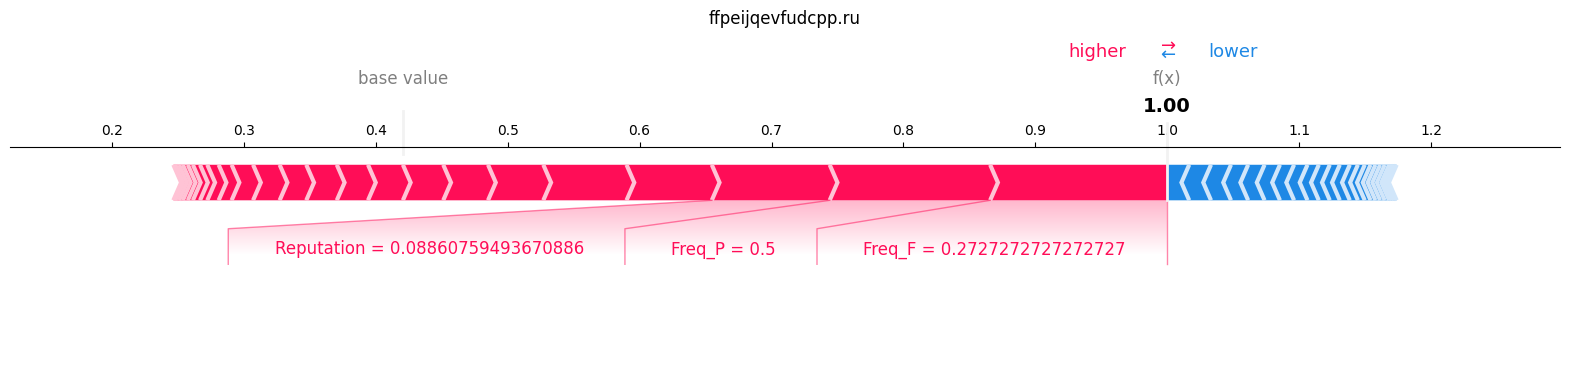 ffpeijqevfudcpp.ru
higher → ← lower
base value f(x)
1.00
0.2 0.3 0.4 0.5 0.6 0.7 0.8 0.9 1.0 1.1 1.2
Reputation = 0.08860759493670886 Freq_P = 0.5 Freq_F = 0.2727272727272727